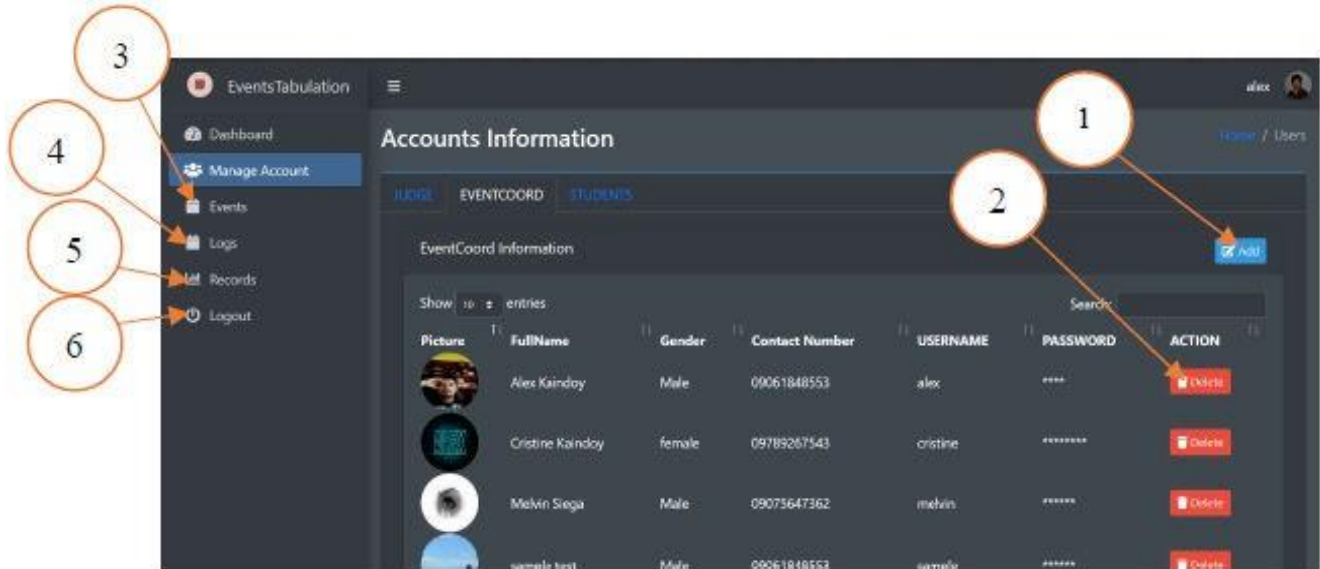 3
EventsTabulation
alex
1
4
Dashboard
Accounts Information
Home / Users
Manage Account
JUDGE EVENTCOORD STUDENTS
2
Events
5
Logs
EventCoord Information
Add
Records
Show 10 entries
Search:
6
Logout
Picture FullName Gender Contact Number USERNAME PASSWORD ACTION
Alex Kaindoy Male 09061848553 alex **** Delete
Cristine Kaindoy female 09789267543 cristine ******** Delete
Melvin Siega Male 09075647362 melvin ****** Delete
sample test Male 09061848553 sample ****** Delete